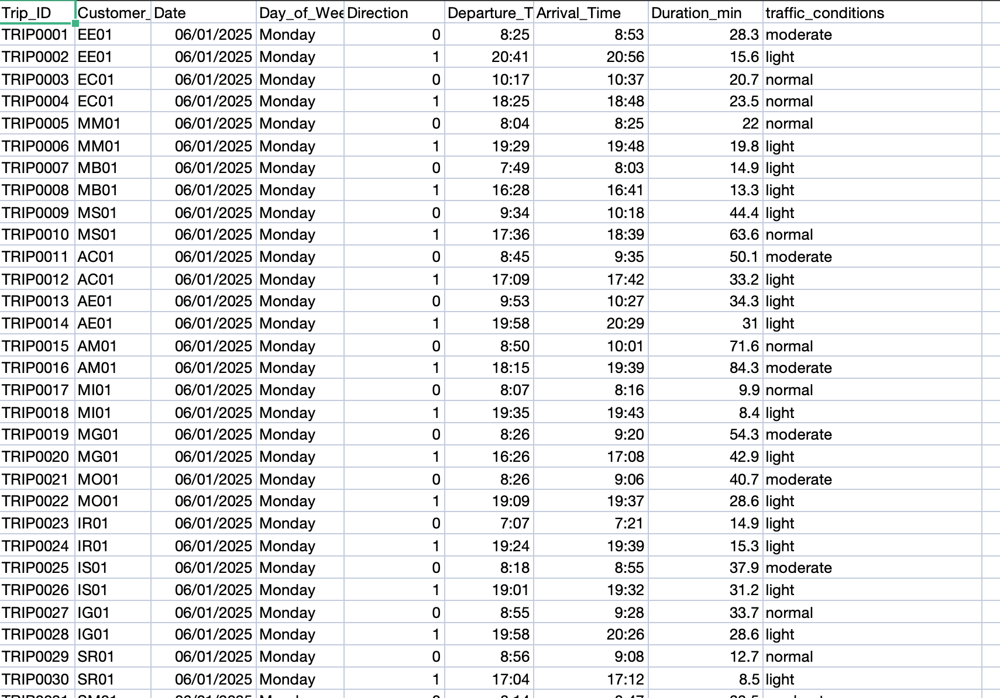 Trip_ID Customer_ Date Day_of_Wee Direction Departure_T Arrival_Time Duration_min traffic_conditions
TRIP0001 EE01 06/01/2025 Monday 0 8:25 8:53 28.3 moderate
TRIP0002 EE01 06/01/2025 Monday 1 20:41 20:56 15.6 light
TRIP0003 EC01 06/01/2025 Monday 0 10:17 10:37 20.7 normal
TRIP0004 EC01 06/01/2025 Monday 1 18:25 18:48 23.5 normal
TRIP0005 MM01 06/01/2025 Monday 0 8:04 8:25 22 normal
TRIP0006 MM01 06/01/2025 Monday 1 19:29 19:48 19.8 light
TRIP0007 MB01 06/01/2025 Monday 0 7:49 8:03 14.9 light
TRIP0008 MB01 06/01/2025 Monday 1 16:28 16:41 13.3 light
TRIP0009 MS01 06/01/2025 Monday 0 9:34 10:18 44.4 light
TRIP0010 MS01 06/01/2025 Monday 1 17:36 18:39 63.6 normal
TRIP0011 AC01 06/01/2025 Monday 0 8:45 9:35 50.1 moderate
TRIP0012 AC01 06/01/2025 Monday 1 17:09 17:42 33.2 light
TRIP0013 AE01 06/01/2025 Monday 0 9:53 10:27 34.3 light
TRIP0014 AE01 06/01/2025 Monday 1 19:58 20:29 31 light
TRIP0015 AM01 06/01/2025 Monday 0 8:50 10:01 71.6 normal
TRIP0016 AM01 06/01/2025 Monday 1 18:15 19:39 84.3 moderate
TRIP0017 MI01 06/01/2025 Monday 0 8:07 8:16 9.9 normal
TRIP0018 MI01 06/01/2025 Monday 1 19:35 19:43 8.4 light
TRIP0019 MG01 06/01/2025 Monday 0 8:26 9:20 54.3 moderate
TRIP0020 MG01 06/01/2025 Monday 1 16:26 17:08 42.9 light
TRIP0021 MO01 06/01/2025 Monday 0 8:26 9:06 40.7 moderate
TRIP0022 MO01 06/01/2025 Monday 1 19:09 19:37 28.6 light
TRIP0023 IR01 06/01/2025 Monday 0 7:07 7:21 14.9 light
TRIP0024 IR01 06/01/2025 Monday 1 19:24 19:39 15.3 light
TRIP0025 IS01 06/01/2025 Monday 0 8:18 8:55 37.9 moderate
TRIP0026 IS01 06/01/2025 Monday 1 19:01 19:32 31.2 light
TRIP0027 IG01 06/01/2025 Monday 0 8:55 9:28 33.7 normal
TRIP0028 IG01 06/01/2025 Monday 1 19:58 20:26 28.6 light
TRIP0029 SR01 06/01/2025 Monday 0 8:56 9:08 12.7 normal
TRIP0030 SR01 06/01/2025 Monday 1 17:04 17:12 8.5 light